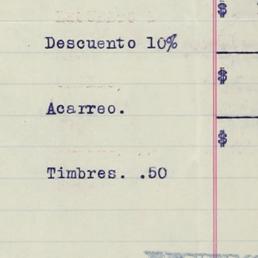 $
Descuento 10%
$
Acarreo.
$
Timbres. .50